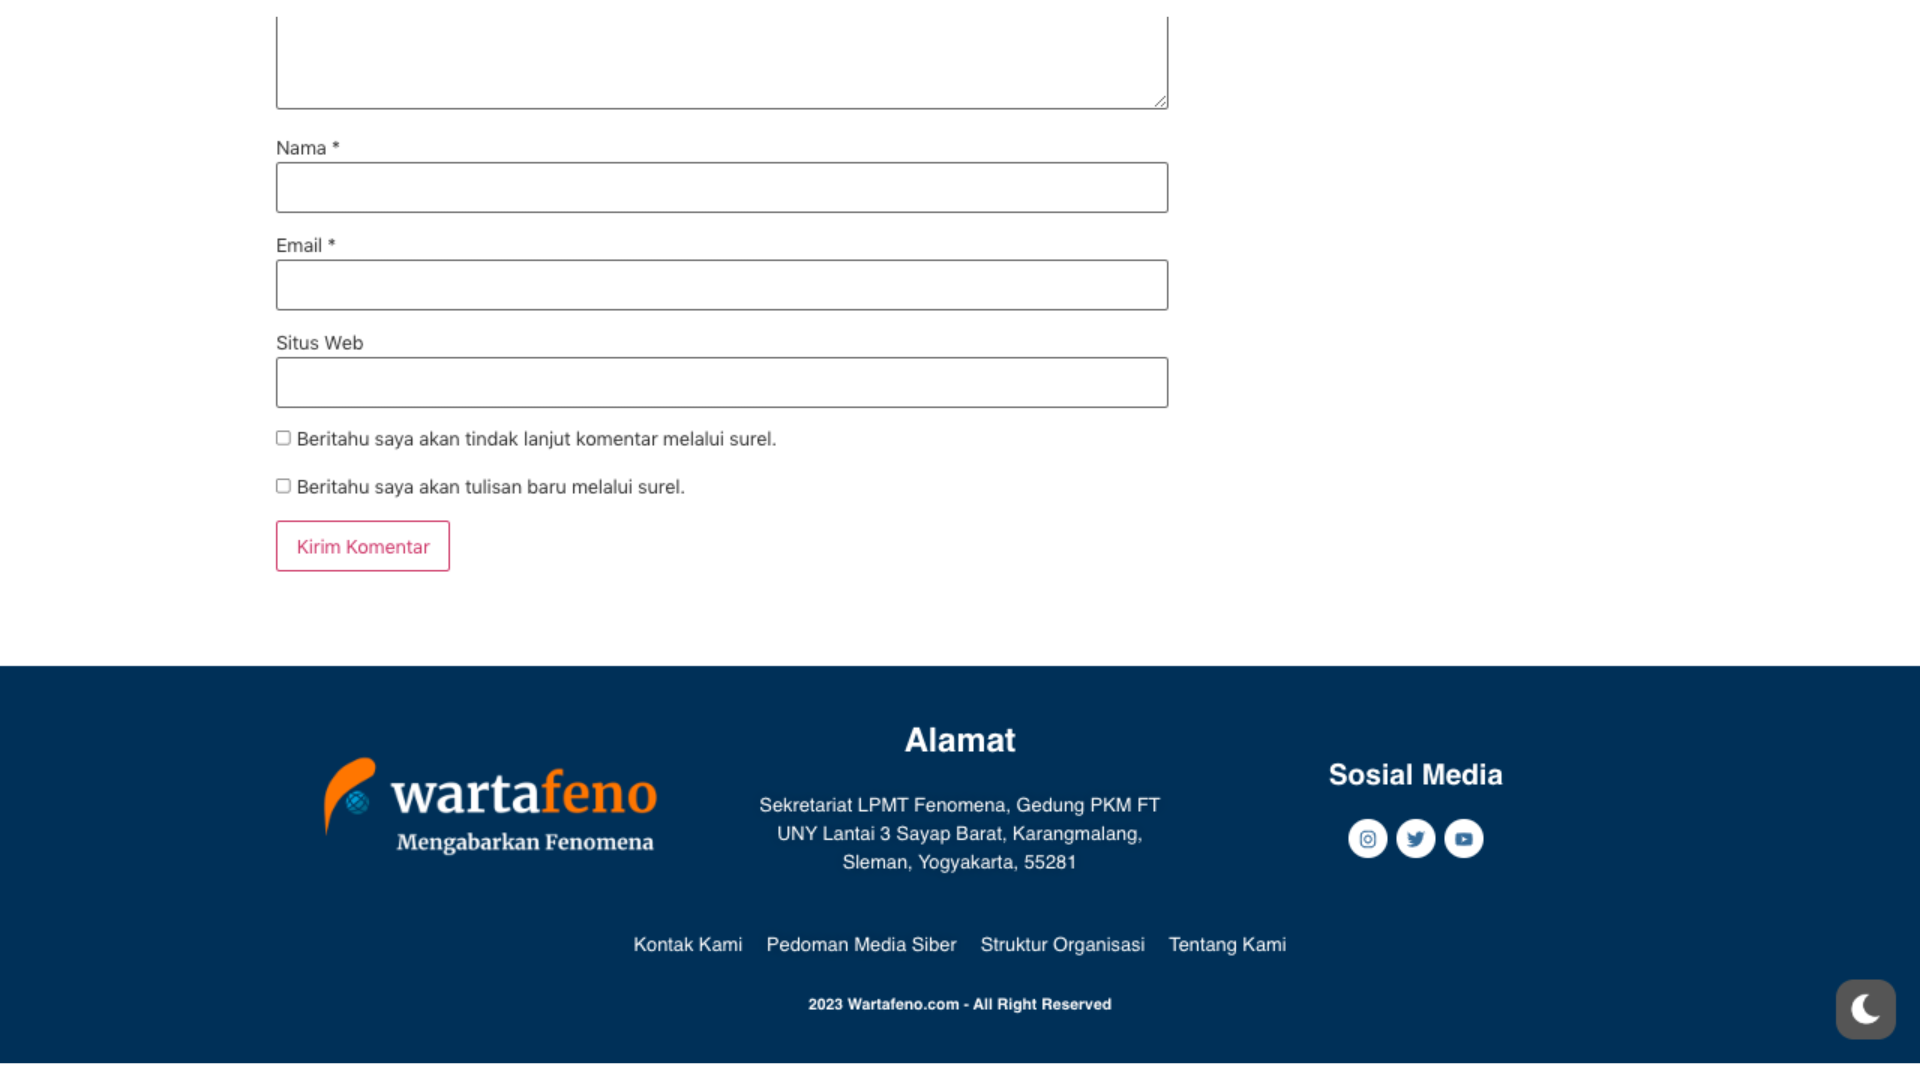 Nama *
Email *
Situs Web
Beritahu saya akan tindak lanjut komentar melalui surel.
Beritahu saya akan tulisan baru melalui surel.
Kirim Komentar
wartafeno
Mengabarkan Fenomena
Alamat
Sekretariat LPMT Fenomena, Gedung PKM FT
UNY Lantai 3 Sayap Barat, Karangmalang,
Sleman, Yogyakarta, 55281
Sosial Media
Kontak Kami Pedoman Media Siber Struktur Organisasi Tentang Kami
2023 Wartafeno.com - All Right Reserved